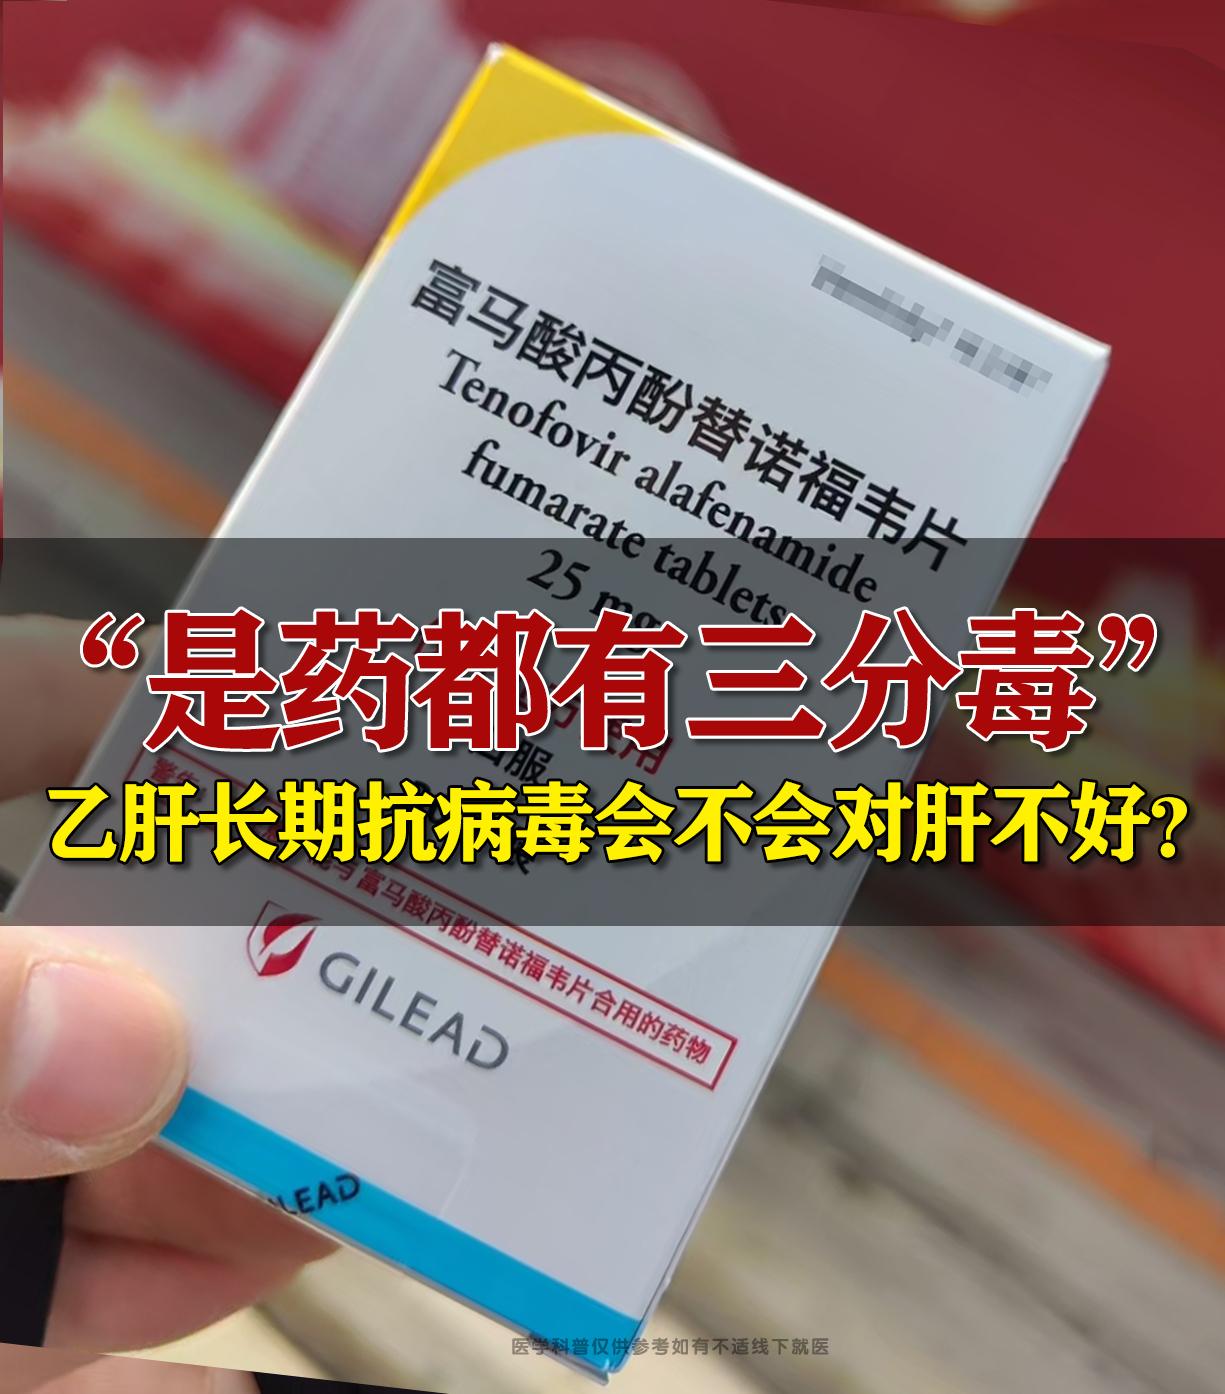 富马酸丙酚替诺福韦片
Tenofovir alafenamide
fumarate tablets
25 mg
“是药都有三分毒”
乙肝长期抗病毒会不会对肝不好?
富马酸丙酚替诺福韦片合用的药物
GILEAD
GILEAD
医学科普仅供参考如有不适线下就医